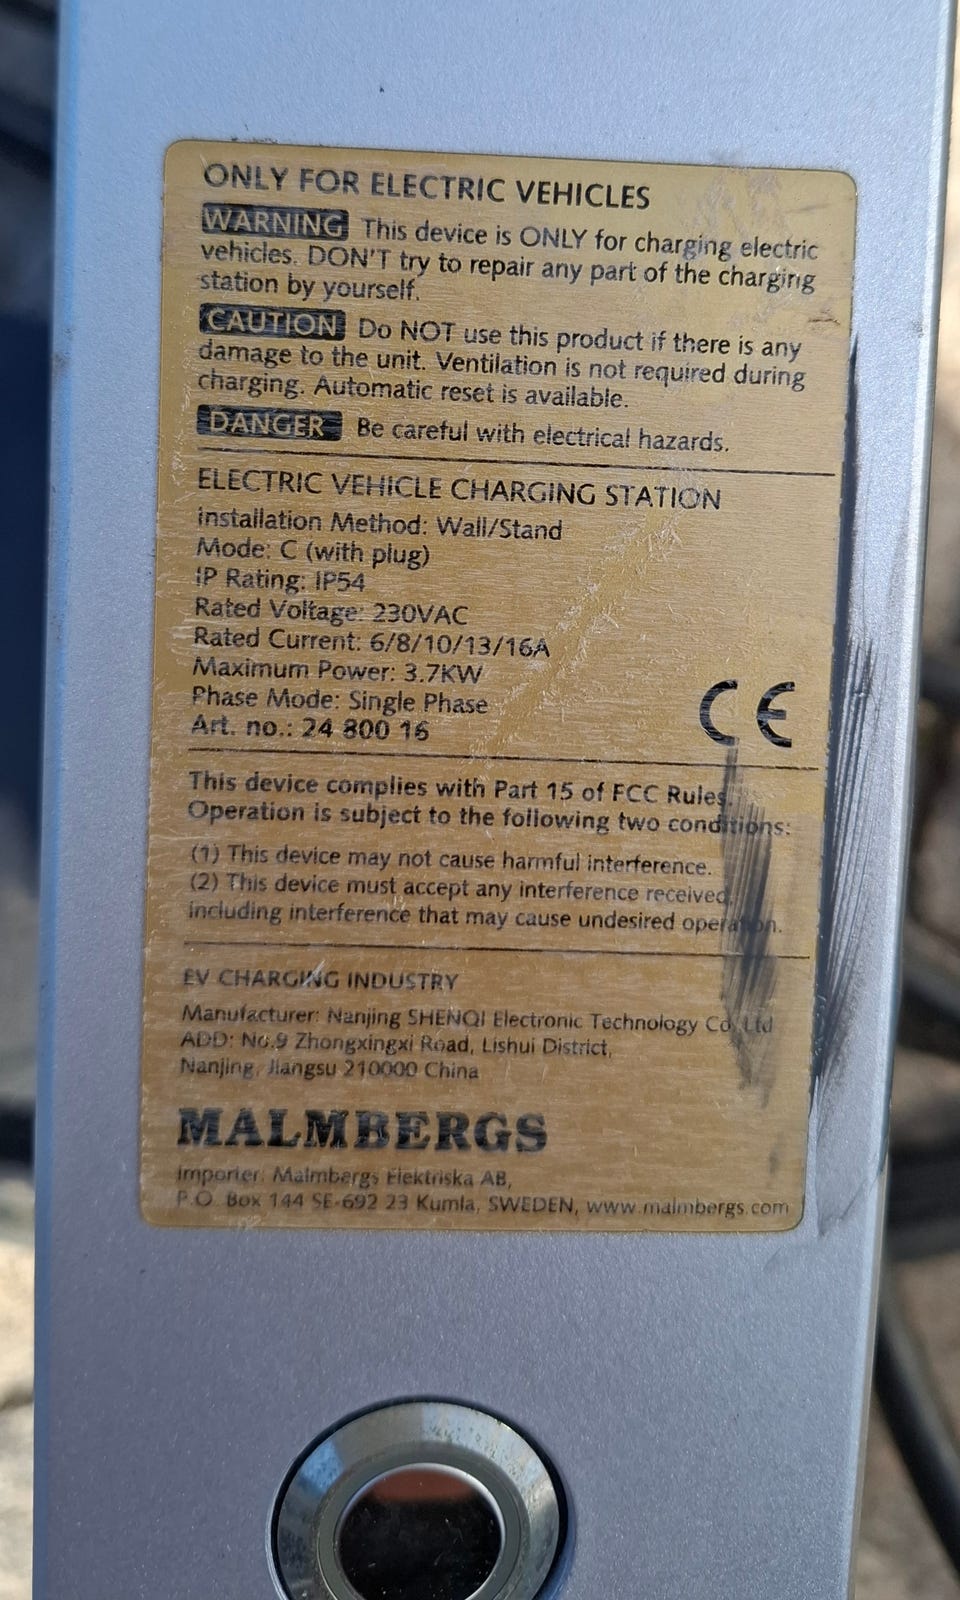 ONLY FOR ELECTRIC VEHICLES
WARNING This device is ONLY for charging electric
vehicles. DON'T try to repair any part of the charging
station by yourself.
CAUTION Do NOT use this product if there is any
damage to the unit. Ventilation is not required during
charging. Automatic reset is available.
DANGER Be careful with electrical hazards.
ELECTRIC VEHICLE CHARGING STATION
Installation Method: Wall/Stand
Mode: C (with plug)
IP Rating: IP54
Rated Voltage: 230VAC
Rated Current: 6/8/10/13/16A
Maximum Power: 3.7KW
Phase Mode: Single Phase
Art. no.: 24 800 16
CE
This device complies with Part 15 of FCC Rules.
Operation is subject to the following two conditions:
(1) This device may not cause harmful interference.
(2) This device must accept any interference received,
including interference that may cause undesired operation.
EV CHARGING INDUSTRY
Manufacturer: Nanjing SHENQI Electronic Technology Co, Ltd
ADD: No.9 Zhongxingxi Road, Lishui District,
Nanjing, Jiangsu 210000 China
MALMBERGS
Importer: Malmbergs Elektriska AB,
P.O. Box 144 SE-692 23 Kumla, SWEDEN, www.malmbergs.com